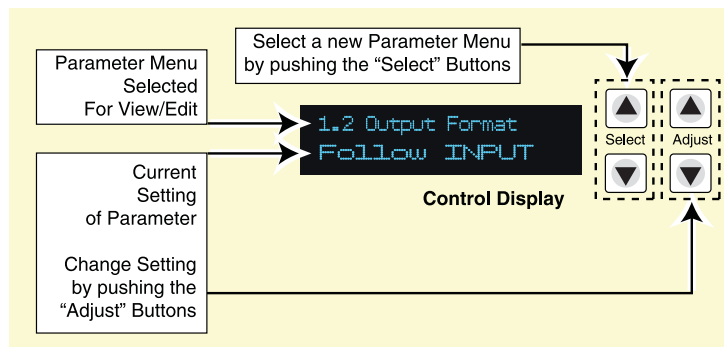 Select a new Parameter Menu
by pushing the “Select” Buttons
Parameter Menu
Selected
For View/Edit
1.2 Output Format
Follow INPUT
Select
Adjust
Control Display
Current
Setting
of Parameter
Change Setting
by pushing the
“Adjust” Buttons